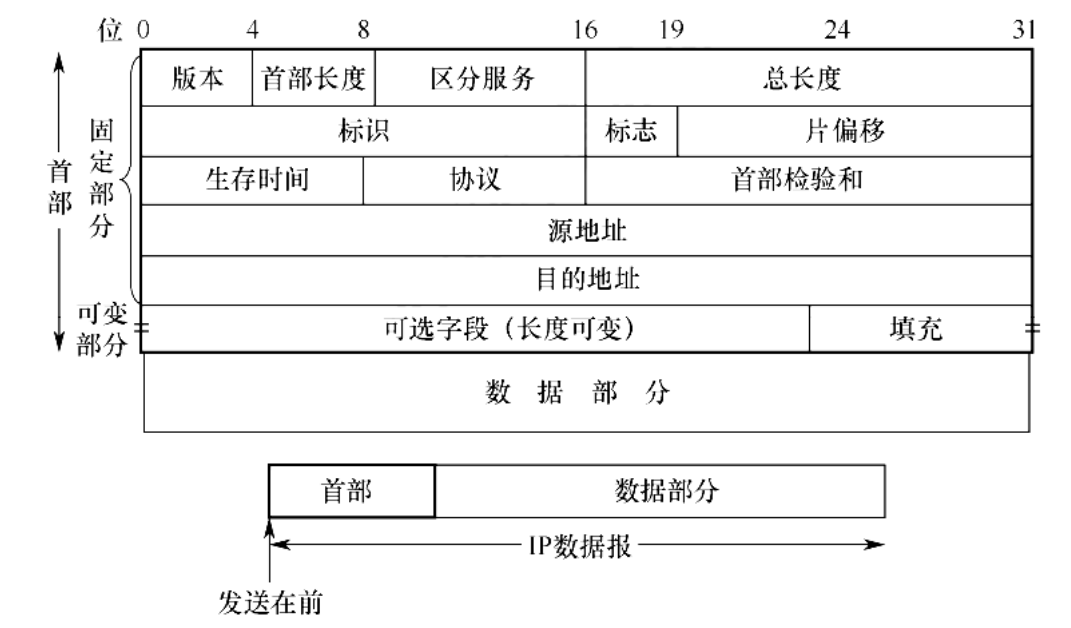 位 0 4 8 16 19 24 31
版本 首部长度 区分服务 总长度
标识 标志 片偏移
生存时间 协议 首部检验和
源地址
目的地址
可选字段（长度可变） 填充
数据部分
首部
固定部分
可变部分
首部 数据部分
IP数据报
发送在前